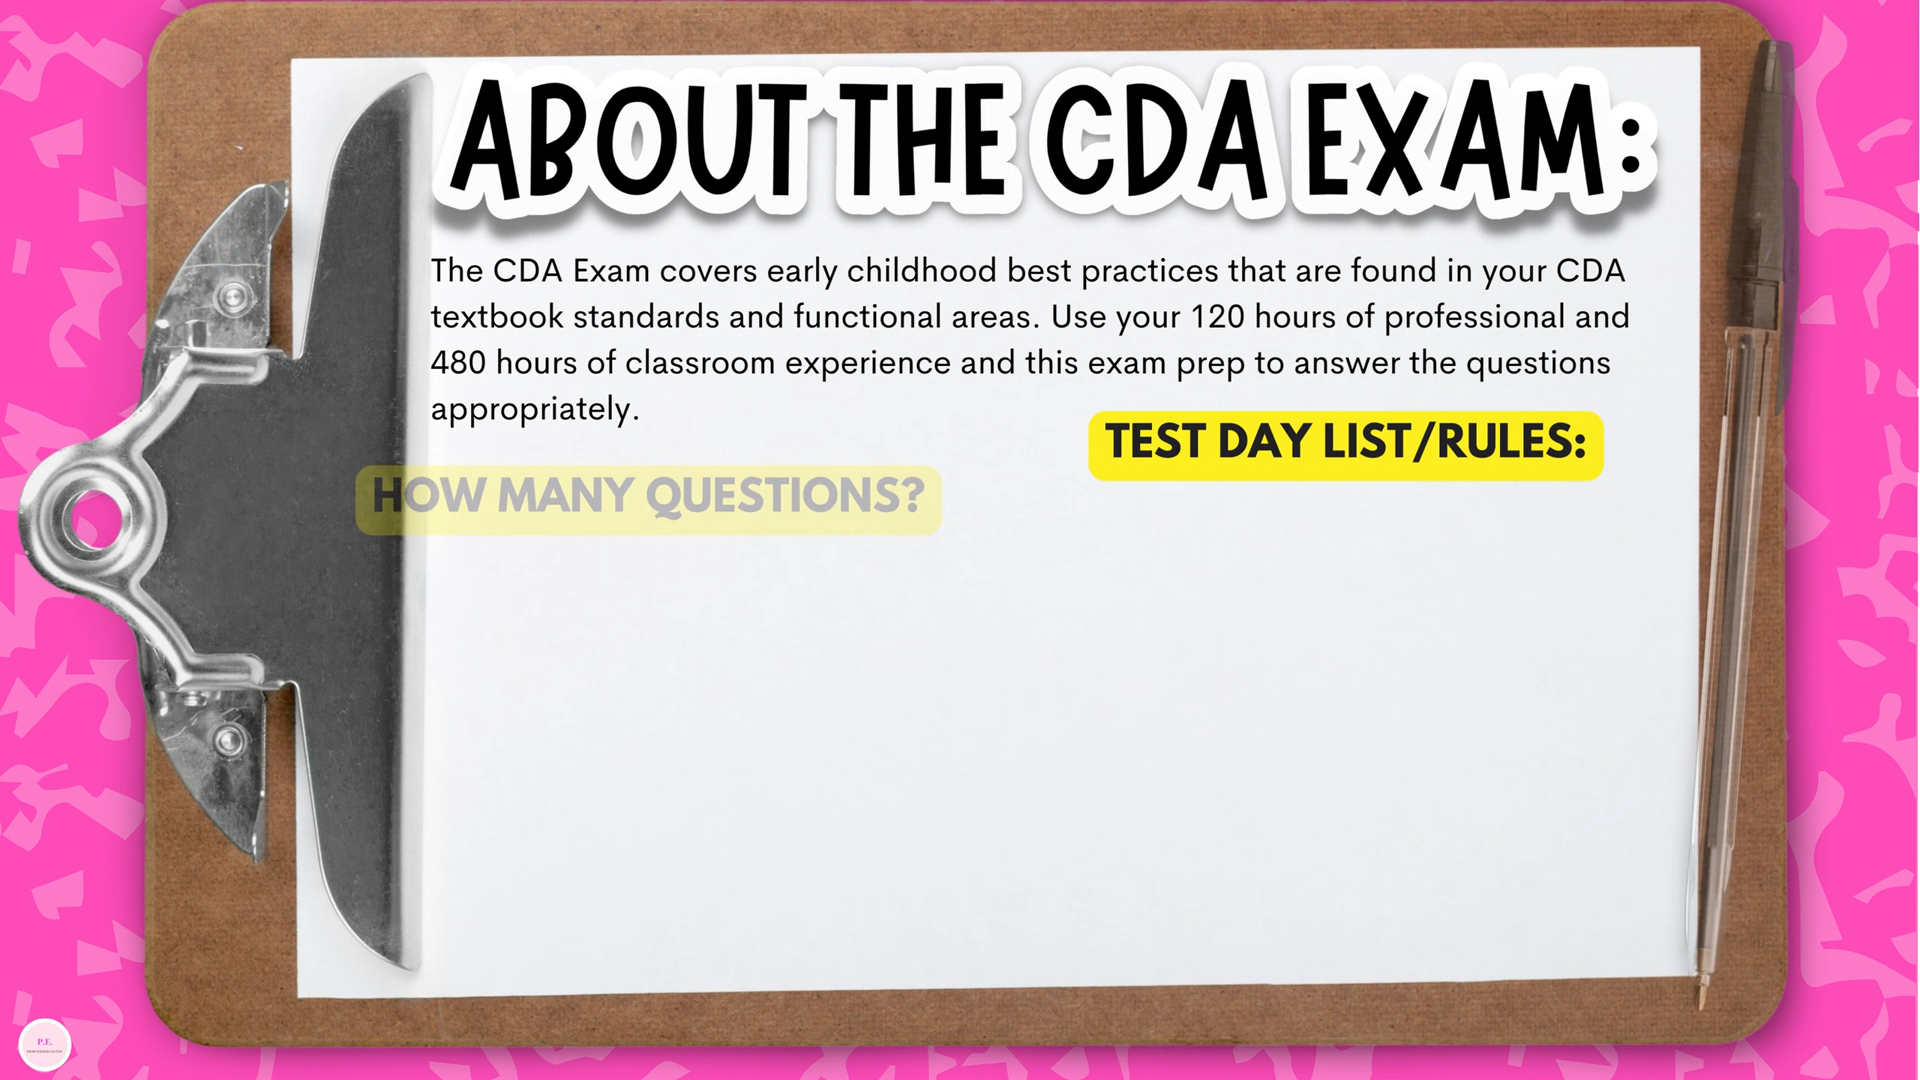 ABOUT THE CDA EXAM:
The CDA Exam covers early childhood best practices that are found in your CDA
textbook standards and functional areas. Use your 120 hours of professional and
480 hours of classroom experience and this exam prep to answer the questions
appropriately.
TEST DAY LIST/RULES:
HOW MANY QUESTIONS?
P.E.